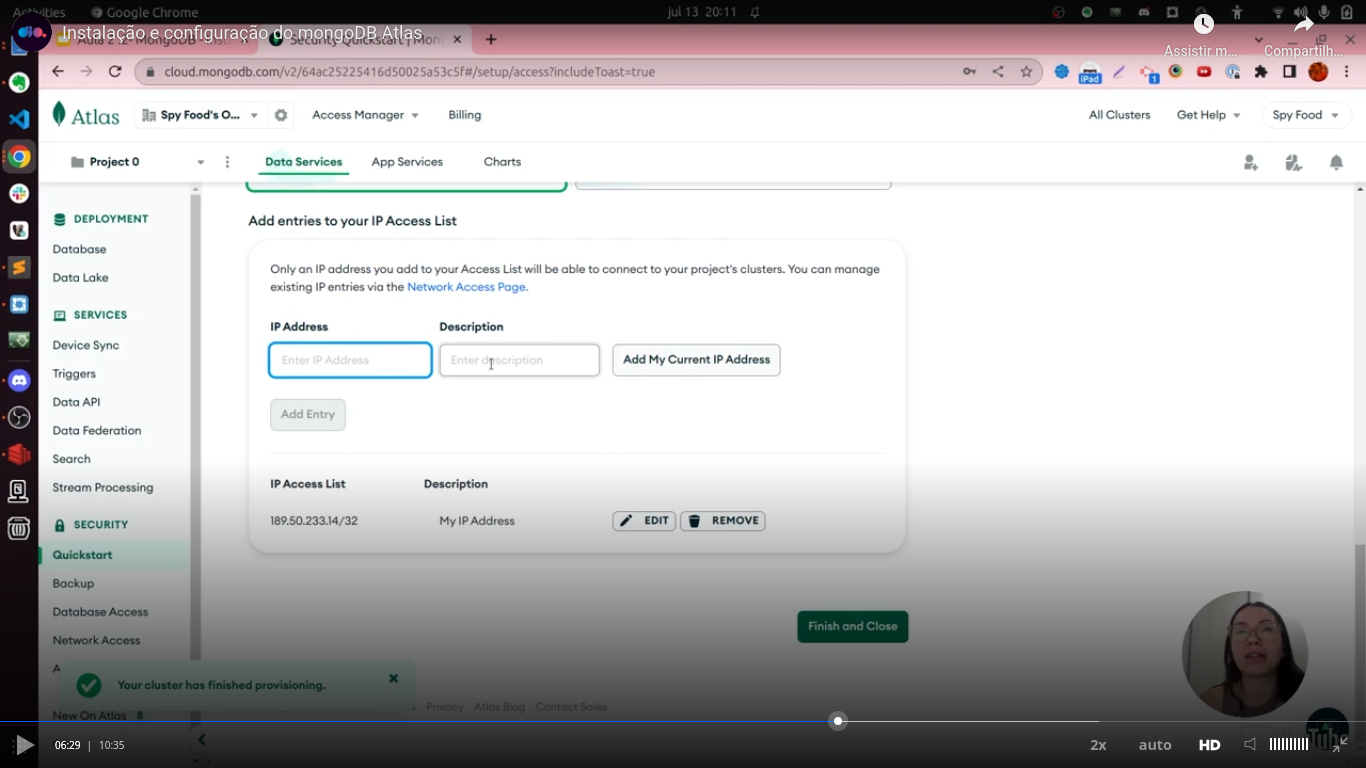 Activities
Google Chrome
jul 13 20:11
dio.
Instalação e configuração do mongoDB Atlas
Assistir m...
Compartilh...
cloud.mongodb.com/v2/64ac25225416d50025a53c5f#/setup/access?includeToast=true
iPad
1
Atlas
Spy Food's O...
Access Manager
Billing
All Clusters
Get Help
Spy Food
Project 0
Data Services
App Services
Charts
DEPLOYMENT
Database
Data Lake
SERVICES
Device Sync
Triggers
Data API
Data Federation
Search
Stream Processing
SECURITY
Quickstart
Backup
Database Access
Network Access
A
New On Atlas 8
Add entries to your IP Access List
Only an IP address you add to your Access List will be able to connect to your project's clusters. You can manage
existing IP entries via the Network Access Page.
IP Address
Description
Enter IP Address
Enter description
Add My Current IP Address
Add Entry
IP Access List
Description
189.50.233.14/32
My IP Address
EDIT
REMOVE
Finish and Close
Your cluster has finished provisioning.
Privacy
Atlas Blog
Contact Sales
06:29 | 10:35
2x
auto
HD